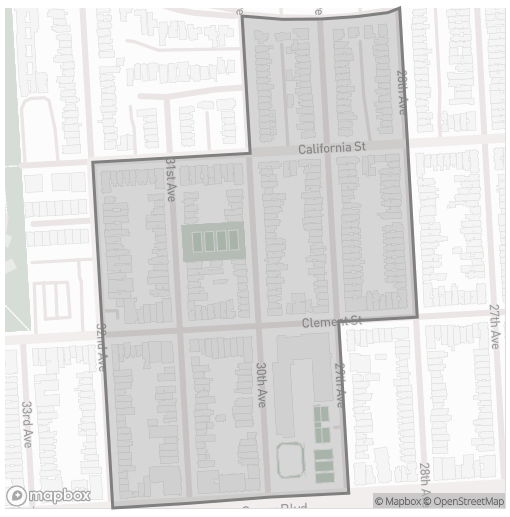 28th Ave
California St
31st Ave
Clement St
27th Ave
32nd Ave
29th Ave
30th Ave
33rd Ave
28th A
Blvd
mapbox
© Mapbox © OpenStreetMap